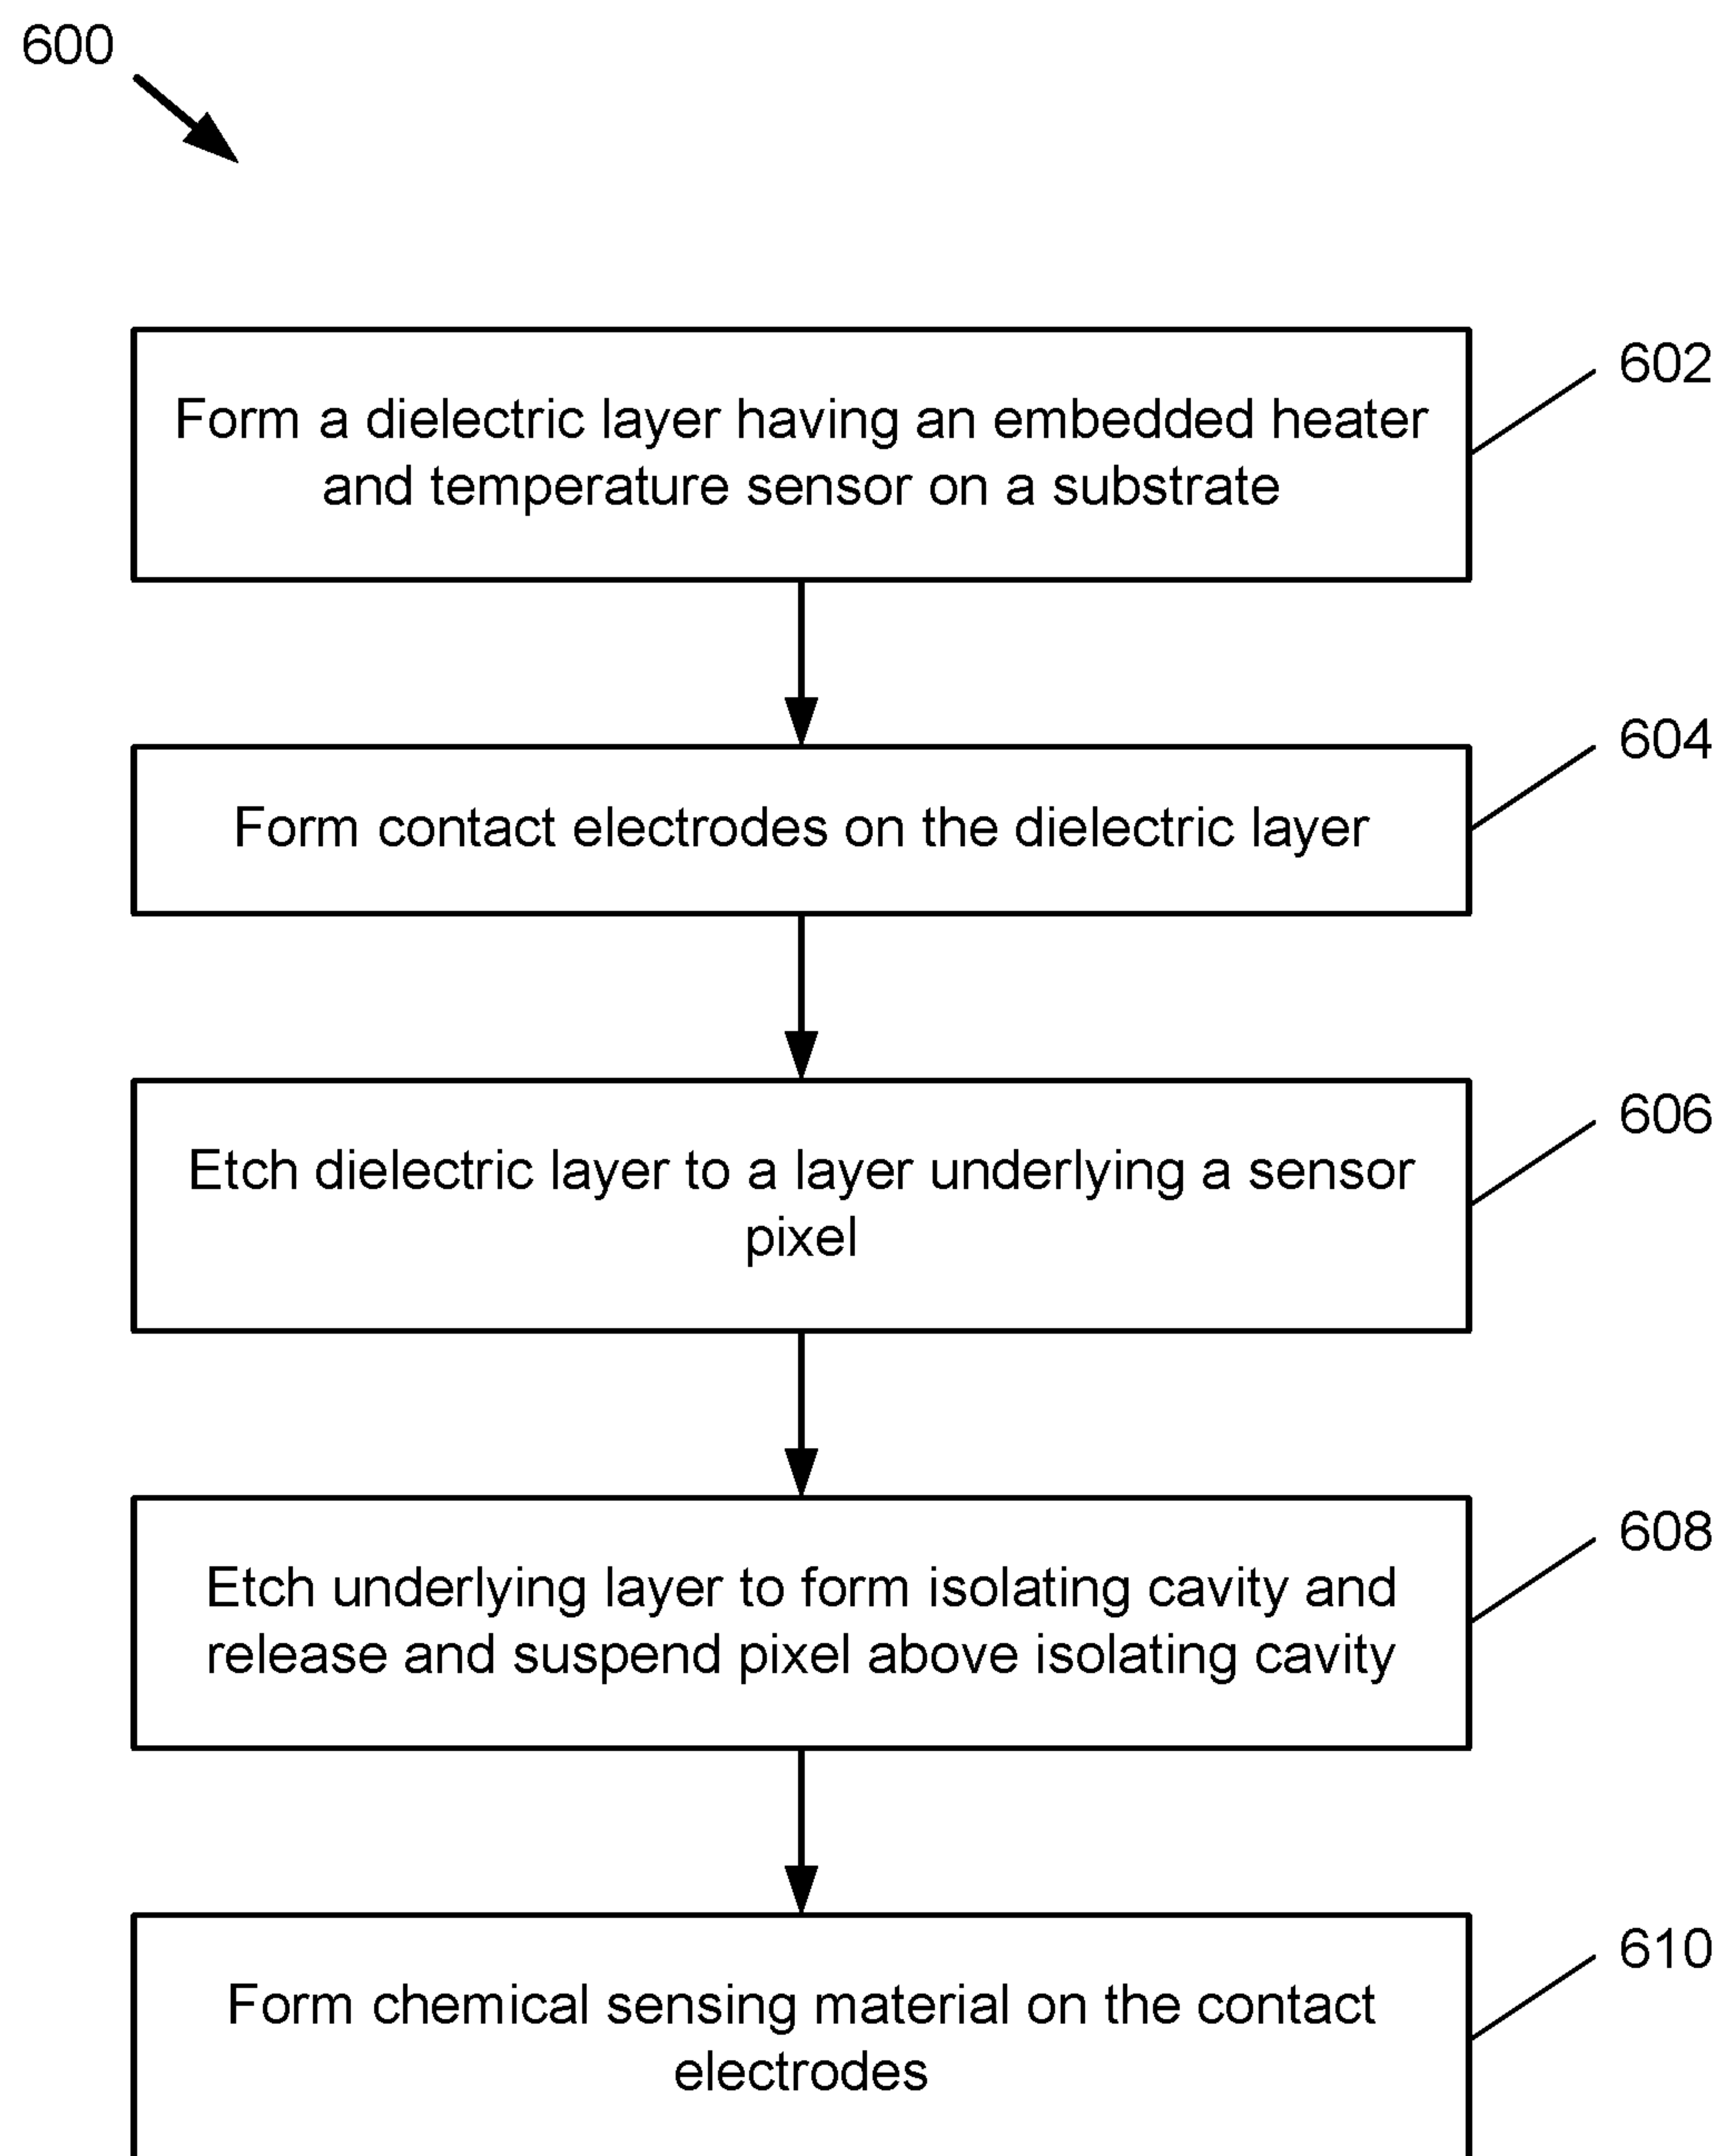 600
602
Form a dielectric layer having an embedded heater
and temperature sensor on a substrate
604
Form contact electrodes on the dielectric layer
606
Etch dielectric layer to a layer underlying a sensor
pixel
608
Etch underlying layer to form isolating cavity and
release and suspend pixel above isolating cavity
610
Form chemical sensing material on the contact
electrodes